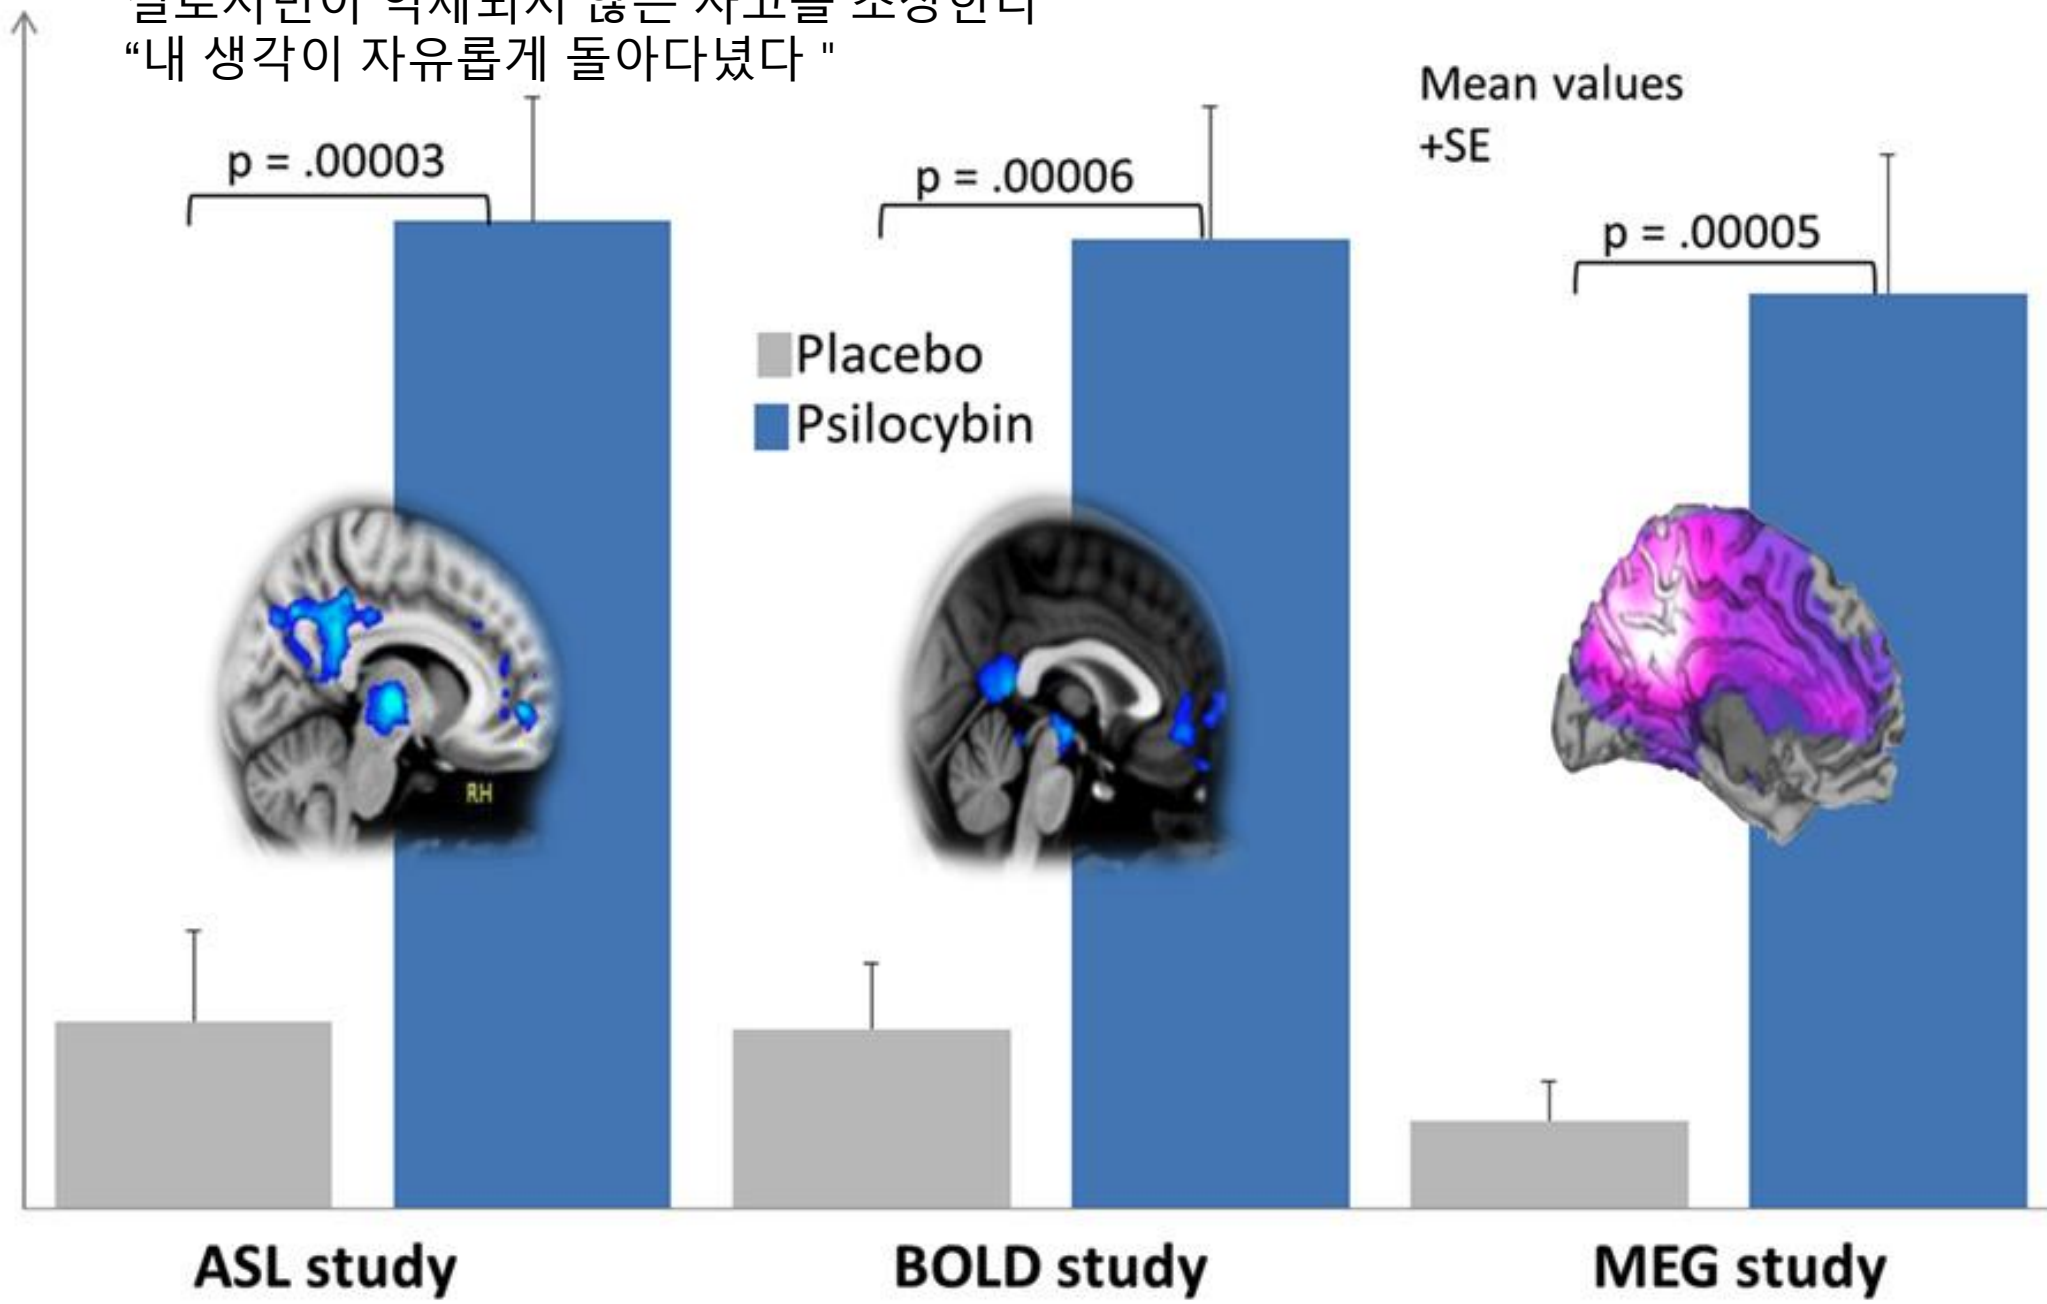 “내 생각이 자유롭게 돌아다녔다 "
Mean values
+SE
p = .00003
p = .00006
p = .00005
Placebo
Psilocybin
RH
ASL study
BOLD study
MEG study